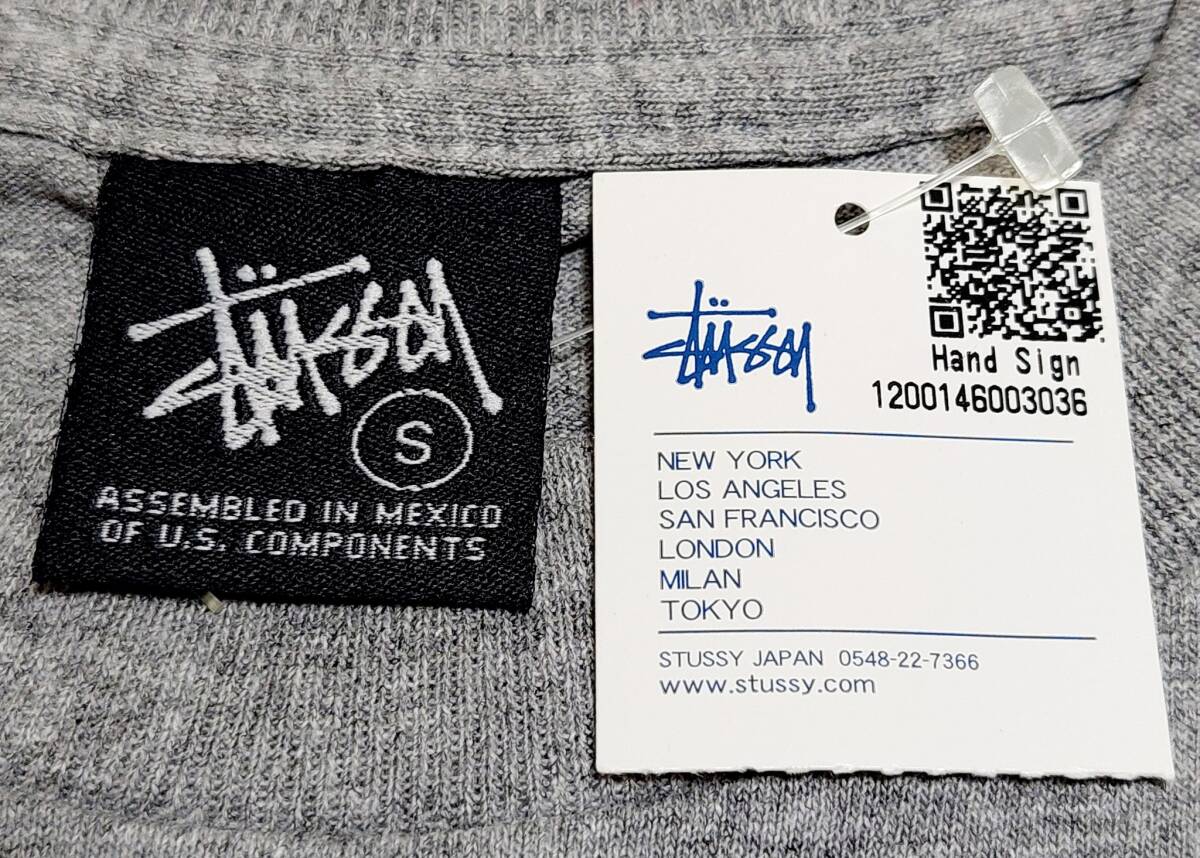 Stüssy
S
ASSEMBLED IN MEXICO
OF U.S. COMPONENTS
Stüssy
Hand Sign
1200146003036
NEW YORK
LOS ANGELES
SAN FRANCISCO
LONDON
MILAN
TOKYO
STUSSY JAPAN 0548-22-7366
www.stussy.com